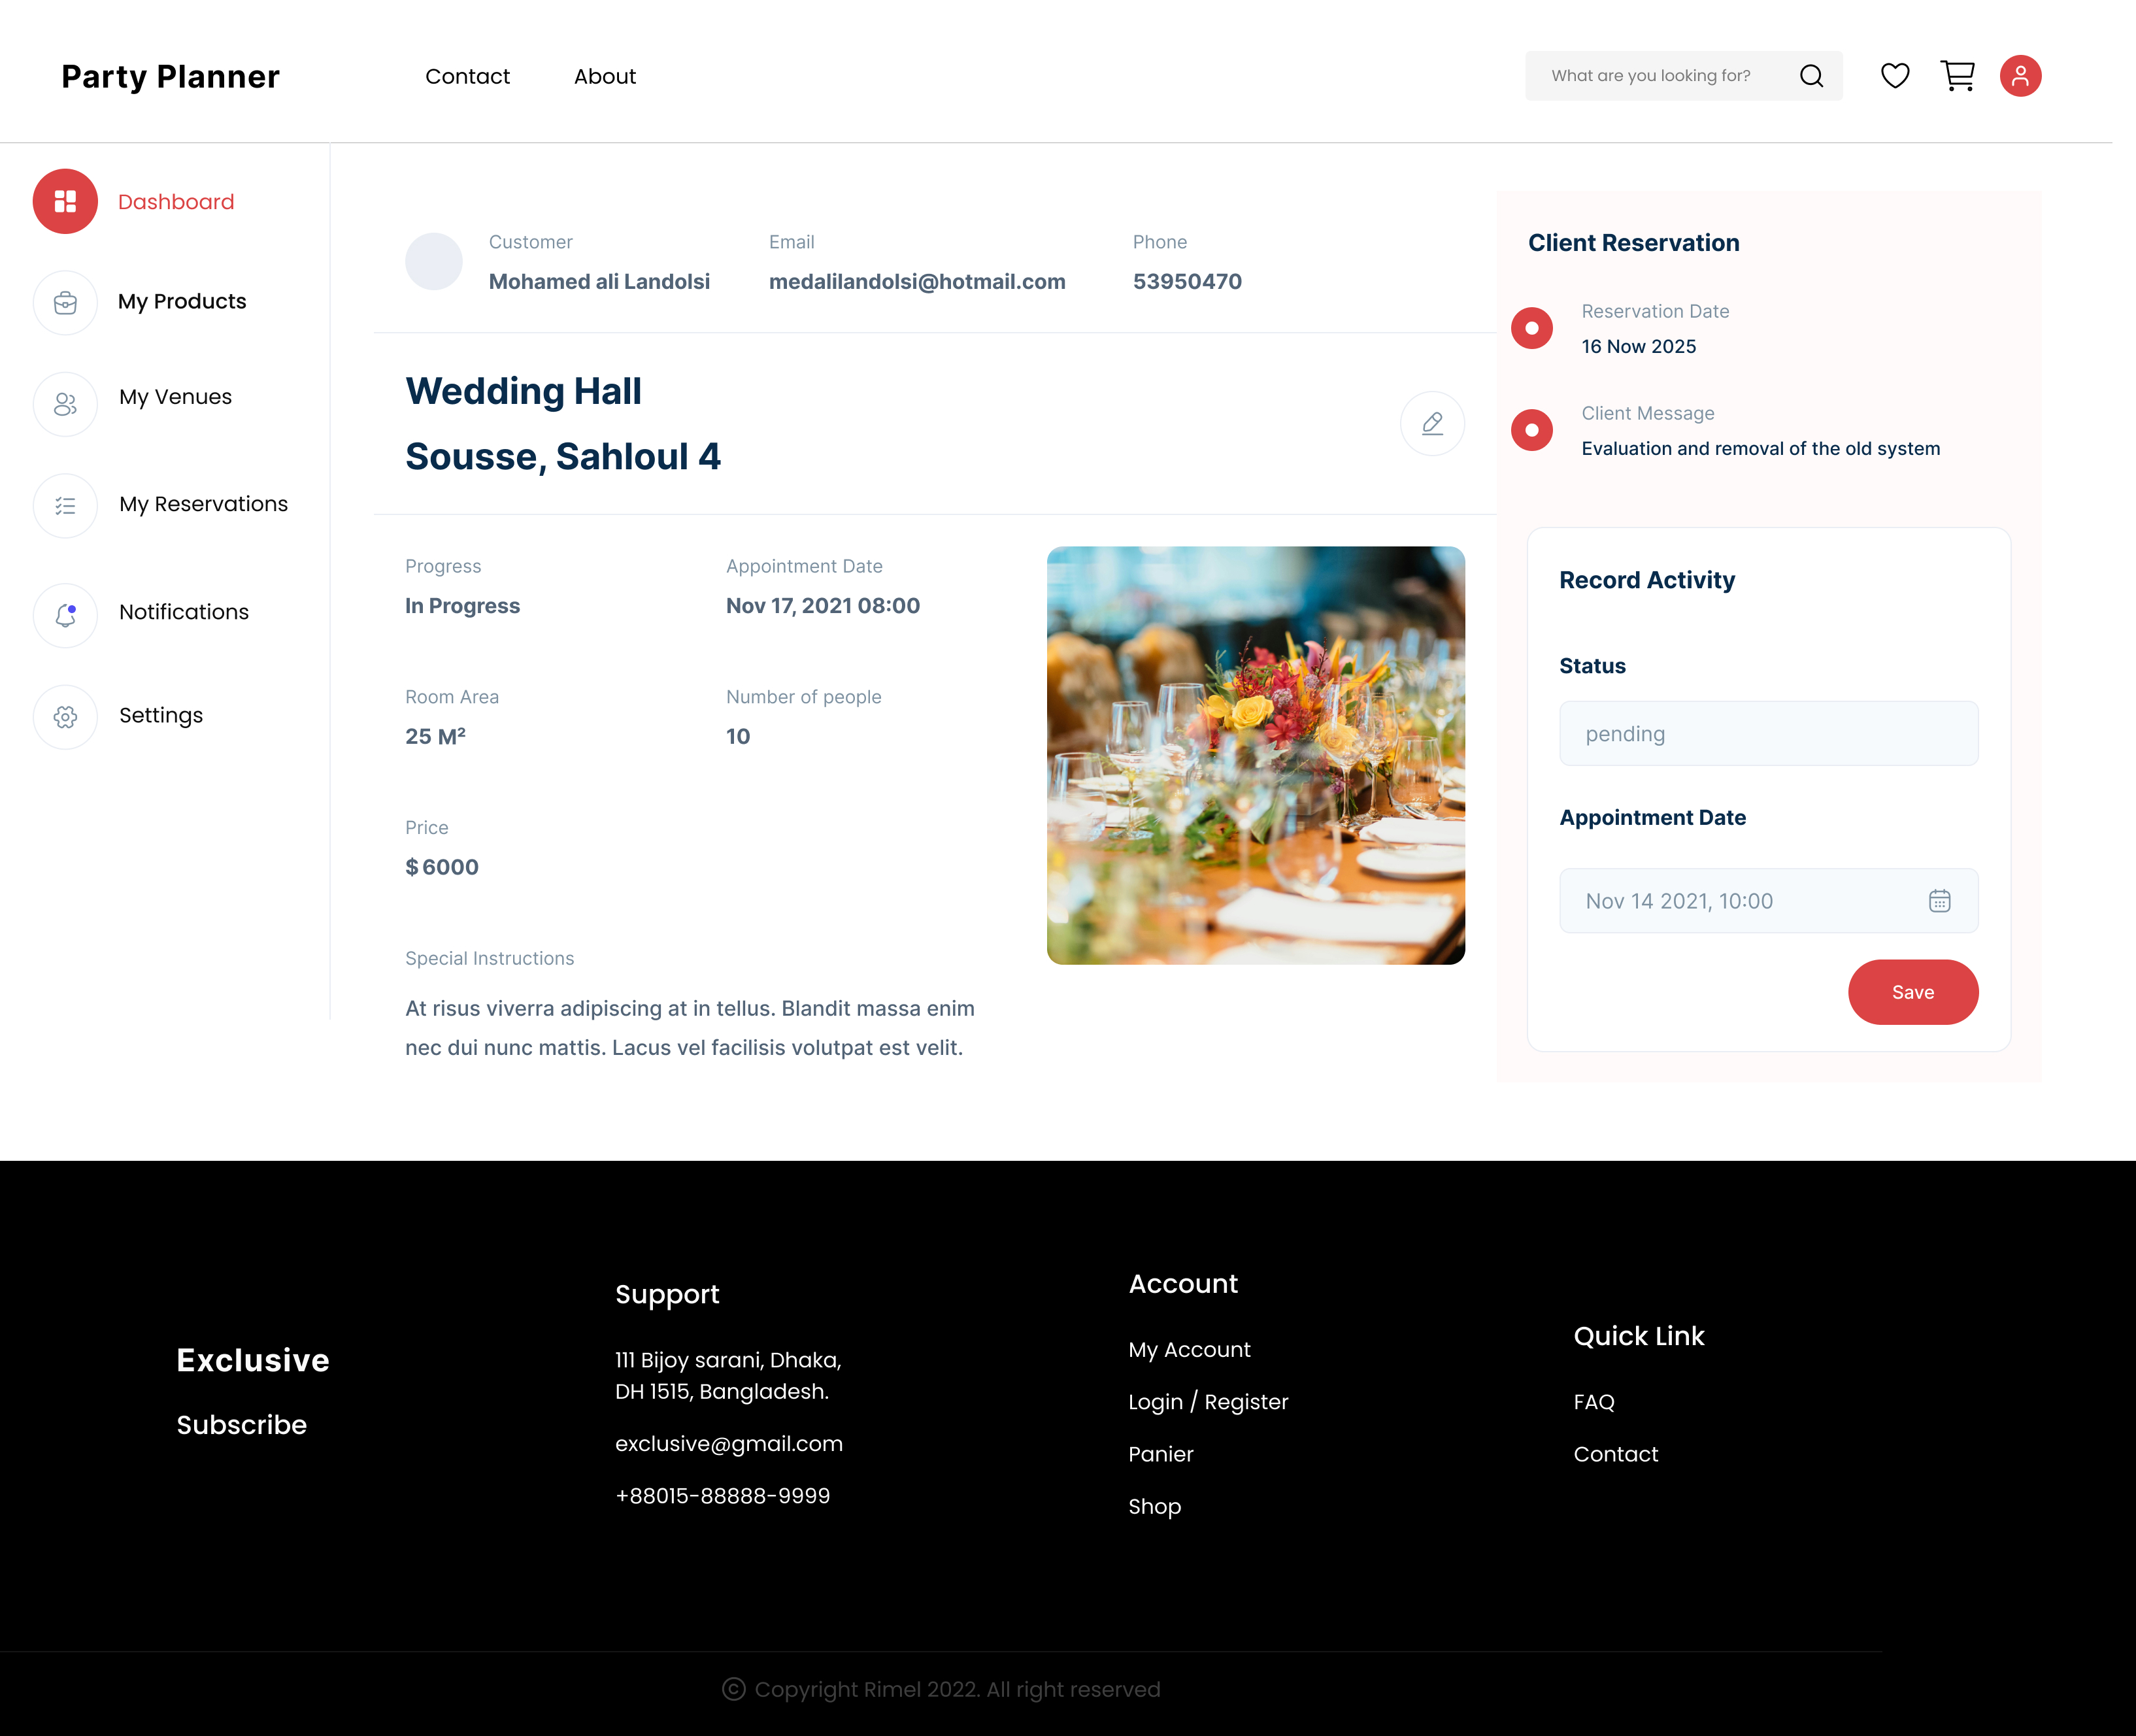 Party Planner
Contact
About
What are you looking for?
Dashboard
My Products
My Venues
My Reservations
Notifications
Settings
Customer
Mohamed ali Landolsi
Email
medalilandolsi@hotmail.com
Phone
53950470
Wedding Hall
Sousse, Sahloul 4
Progress
In Progress
Appointment Date
Nov 17, 2021 08:00
Room Area
25 M²
Number of people
10
Price
$ 6000
Special Instructions
At risus viverra adipiscing at in tellus. Blandit massa enim
nec dui nunc mattis. Lacus vel facilisis volutpat est velit.
Client Reservation
Reservation Date
16 Now 2025
Client Message
Evaluation and removal of the old system
Record Activity
Status
pending
Appointment Date
Nov 14 2021, 10:00
Save
Exclusive
Subscribe
Support
111 Bijoy sarani, Dhaka,
DH 1515, Bangladesh.
exclusive@gmail.com
+88015-88888-9999
Account
My Account
Login / Register
Panier
Shop
Quick Link
FAQ
Contact
© Copyright Rimel 2022. All right reserved